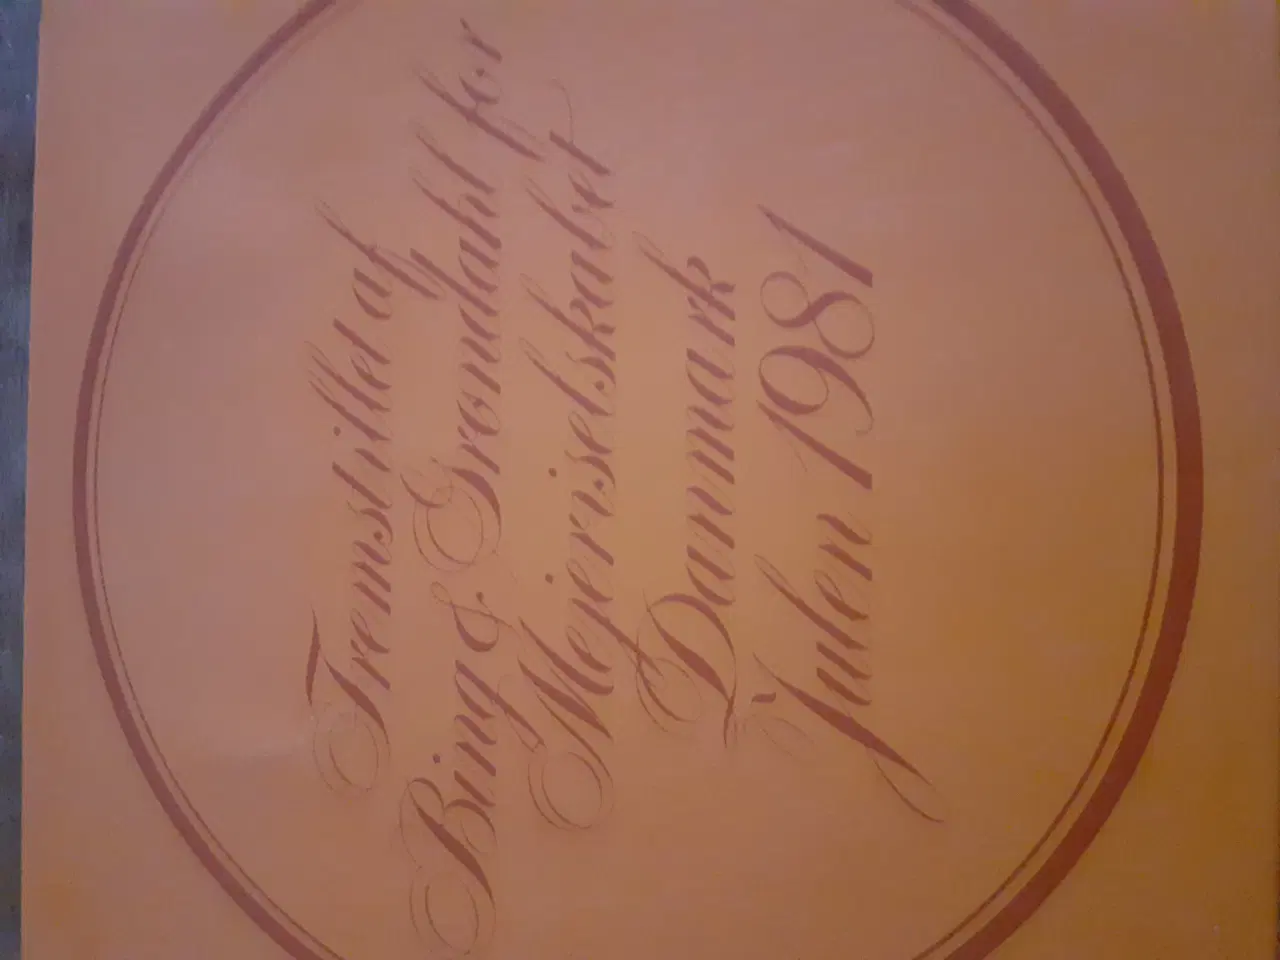 Fremstillet af
Bing & Grøndahl for
Mejeriselskabet
Danmark
Julen 1981